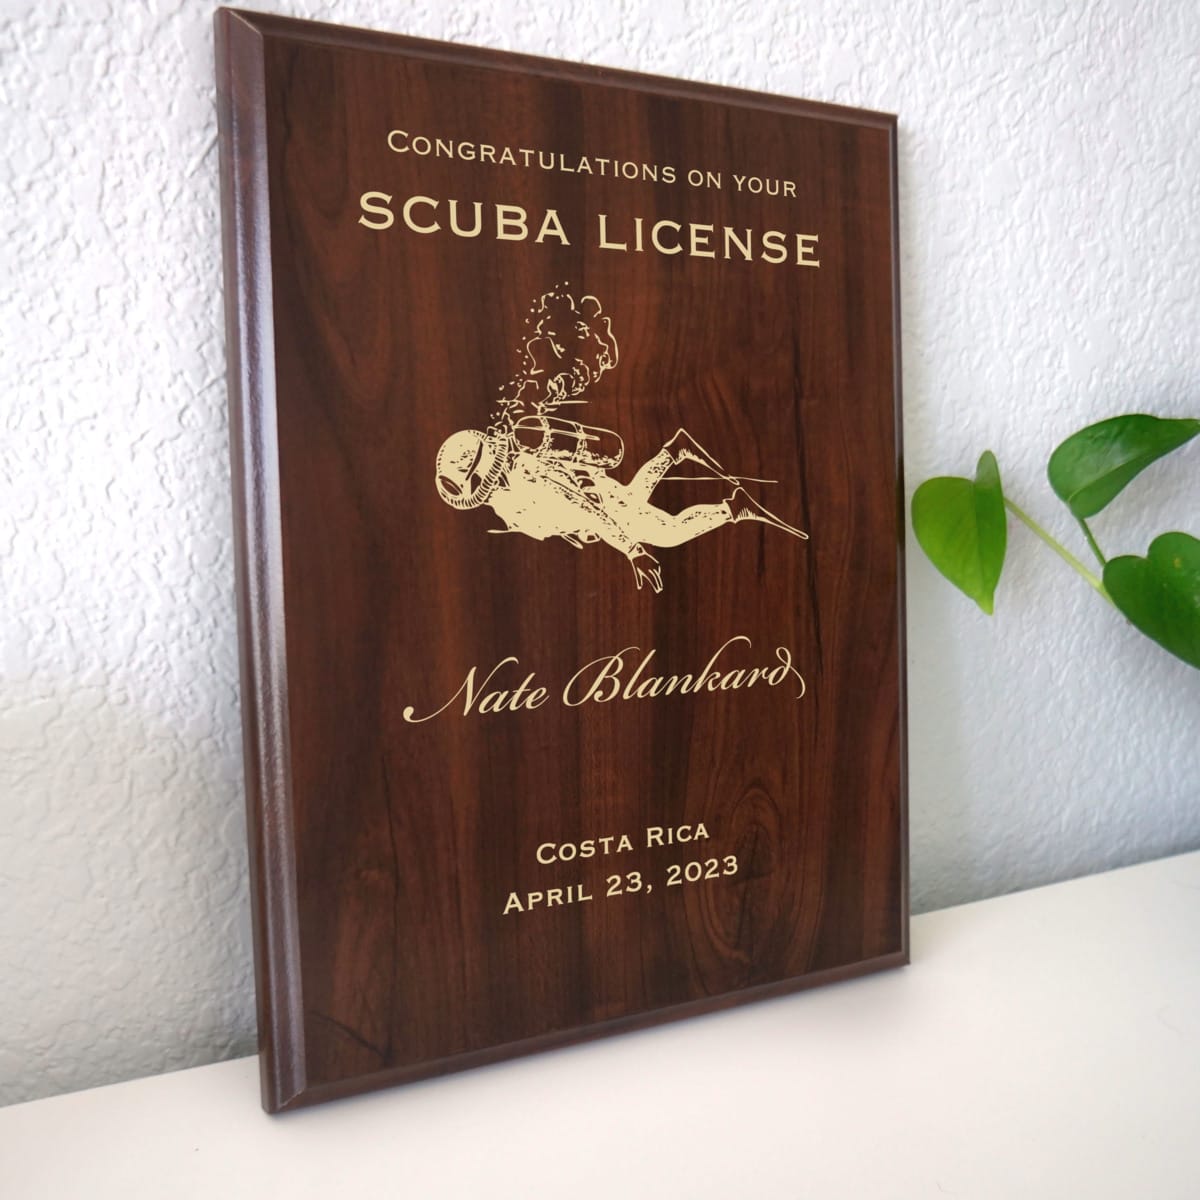 Congratulations on your
SCUBA LICENSE
Nate Blankard
Costa Rica
April 23, 2023